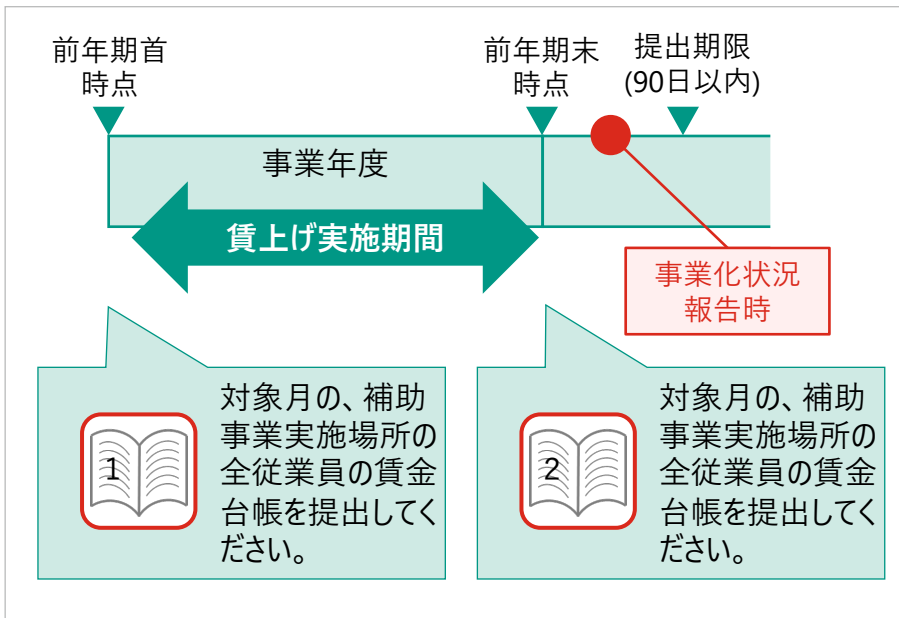 前年期首
時点
前年期末
時点
提出期限
(90日以内)
事業年度
賃上げ実施期間
事業化状況
報告時
1
対象月の、補助
事業実施場所の
全従業員の賃金
台帳を提出してく
ださい。
2
対象月の、補助
事業実施場所の
全従業員の賃金
台帳を提出してく
ださい。